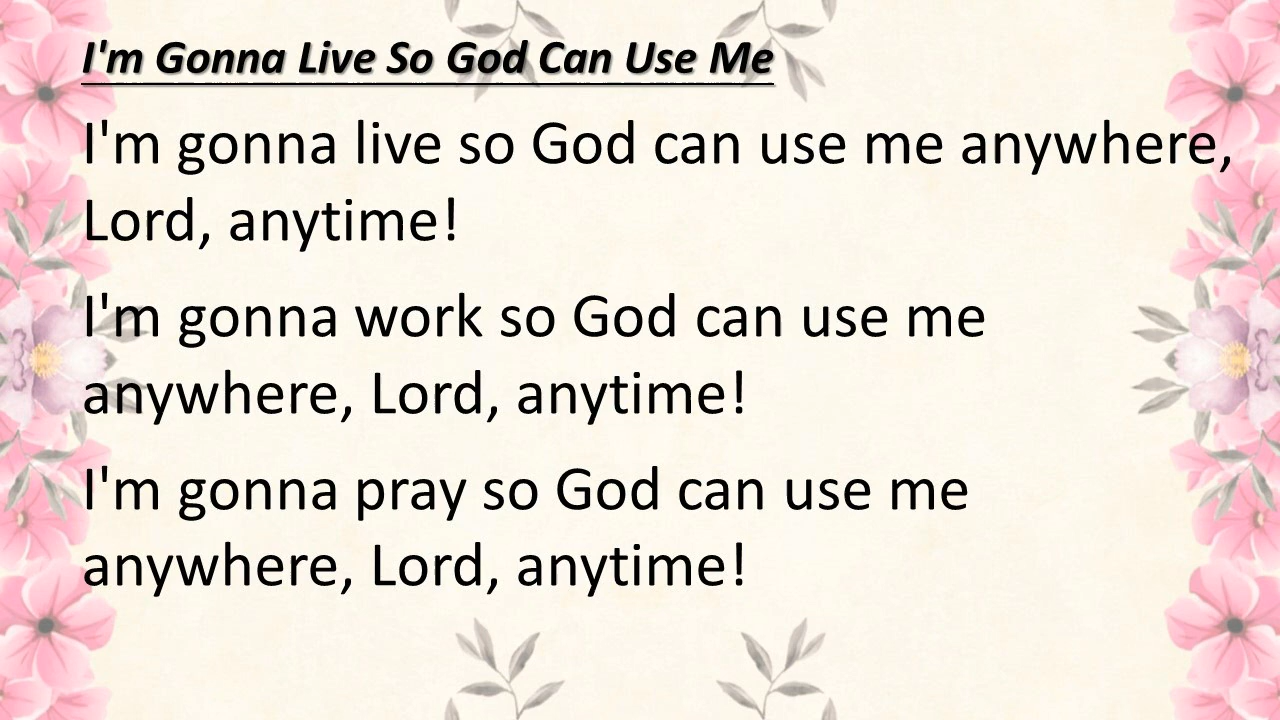 I'm Gonna Live So God Can Use Me
I'm gonna live so God can use me anywhere,
Lord, anytime!
I'm gonna work so God can use me
anywhere, Lord, anytime!
I'm gonna pray so God can use me
anywhere, Lord, anytime!